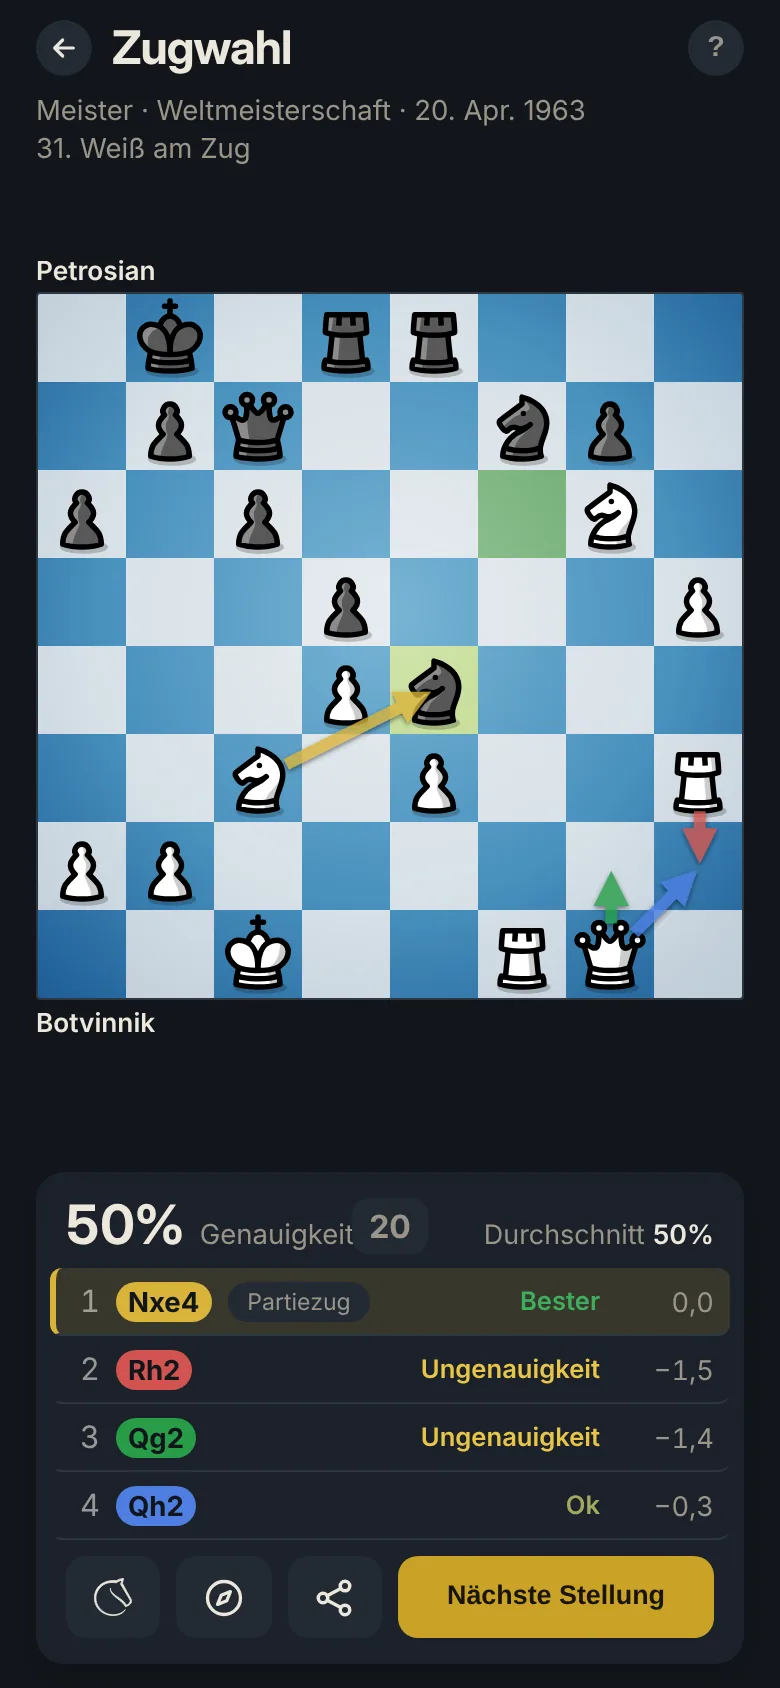 Zugwahl
?
Meister · Weltmeisterschaft · 20. Apr. 1963
31. Weiß am Zug
Petrosian
Botvinnik
50% Genauigkeit 20 Durchschnitt 50%
1 Nxe4 Partiezug Bester 0,0
2 Rh2 Ungenauigkeit −1,5
3 Qg2 Ungenauigkeit −1,4
4 Qh2 Ok −0,3
Nächste Stellung